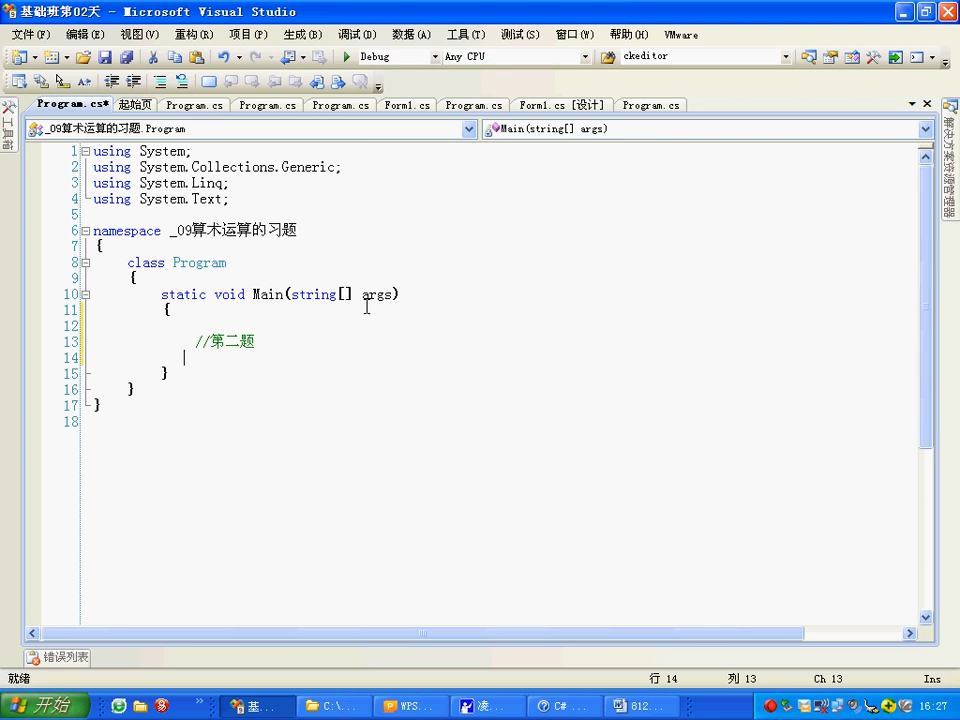 基础班第02天 - Microsoft Visual Studio
文件(F) 编辑(E) 视图(V) 重构(R) 项目(P) 生成(B) 调试(D) 数据(A) 工具(T) 测试(S) 窗口(W) 帮助(H) VMware
Debug Any CPU ckeditor
Program.cs* 起始页 Program.cs Program.cs Program.cs Form1.cs Program.cs Form1.cs [设计] Program.cs
_09算术运算的习题.Program Main(string[] args)
工具箱
解决方案资源管理器
1 using System;
2 using System.Collections.Generic;
3 using System.Linq;
4 using System.Text;
5
6 namespace _09算术运算的习题
7 {
8 class Program
9 {
10 static void Main(string[] args)
11 {
12
13 //第二题
14
15 }
16 }
17 }
18
错误列表
就绪 行 14 列 13 Ch 13 Ins
开始 基... C:\... WPS... 凌... C# ... 812... 16:27